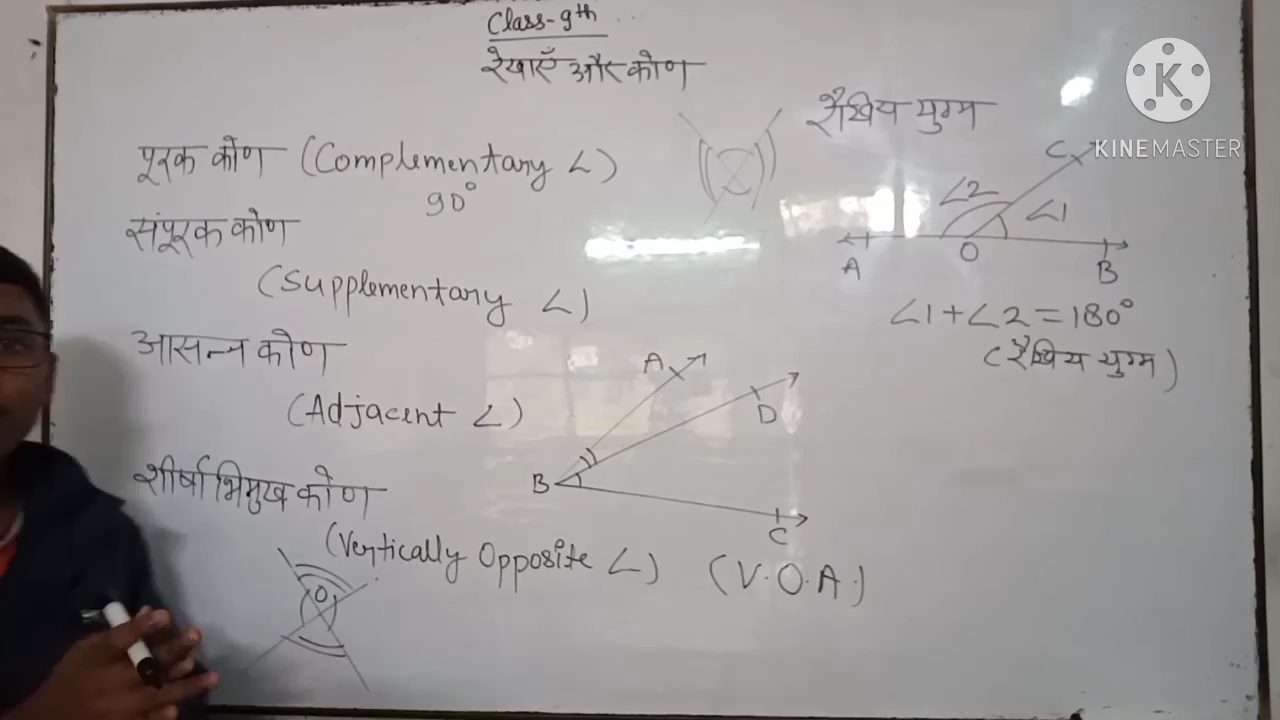 Class-9th
रेखाएँ और कोण
पूरक कोण (Complementary ∠)
90°
संपूरक कोण
(Supplementary ∠)
आसन्न कोण
(Adjacent ∠)
शीर्षाभिमुख कोण
(Vertically Opposite ∠) (V.O.A.)
O
A
D
B
C
रैखिय युग्म
C
∠2
∠1
A
O
B
∠1+∠2=180°
(रैखिय युग्म)
K
KINEMASTER